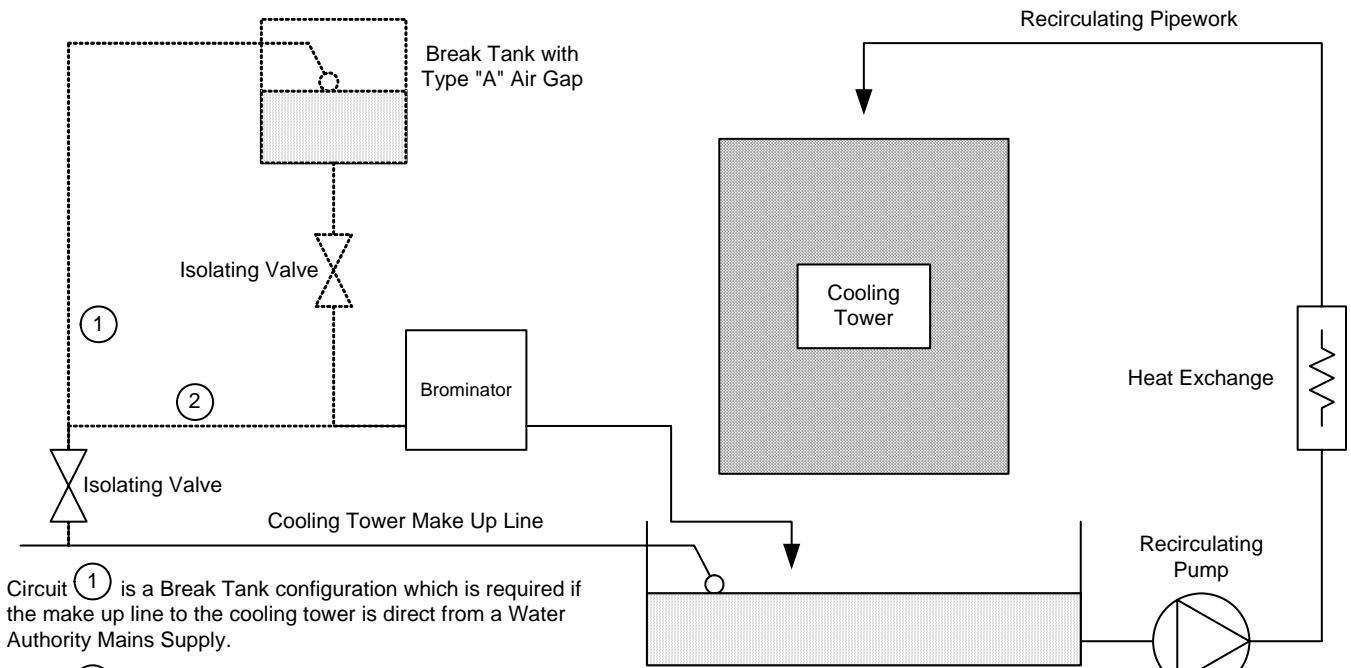 Recirculating Pipework
Break Tank with
Type "A" Air Gap
Isolating Valve
Cooling
Tower
1
Heat Exchange
Brominator
2
Isolating Valve
Cooling Tower Make Up Line
Recirculating
Pump
Circuit 1 is a Break Tank configuration which is required if
the make up line to the cooling tower is direct from a Water
Authority Mains Supply.